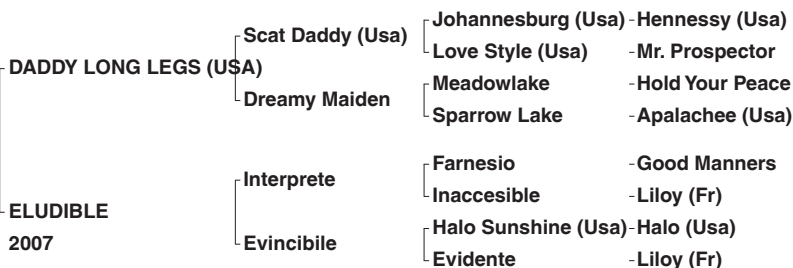 Johannesburg (Usa) - Hennessy (Usa)
Scat Daddy (Usa)
Love Style (Usa) - Mr. Prospector
DADDY LONG LEGS (USA)
Meadowlake - Hold Your Peace
Dreamy Maiden
Sparrow Lake - Apalachee (Usa)
Farnesio - Good Manners
Interprete
Inaccesible - Liloy (Fr)
ELUDIBLE
Halo Sunshine (Usa) - Halo (Usa)
2007
Evincibile
Evidente - Liloy (Fr)